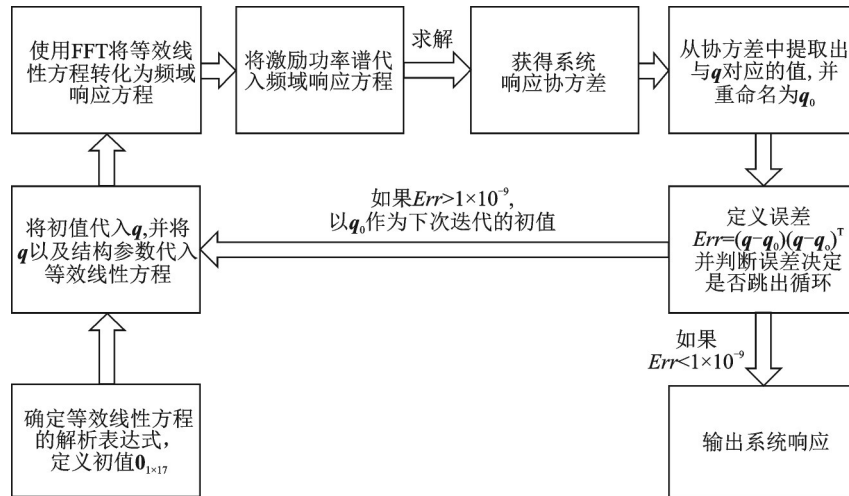 使用FFT将等效线
性方程转化为频域
响应方程
将激励功率谱代
入频域响应方程
求解
获得系统
响应协方差
从协方差中提取出
与q对应的值,并
重命名为q₀
定义误差
Err=(q-q₀)(q-q₀)ᵀ
并判断误差决定
是否跳出循环
如果Err>1×10⁻⁹,
以q₀作为下次迭代的初值
将初值代入q,并将
q以及结构参数代入
等效线性方程
确定等效线性方程
的解析表达式,
定义初值0₁×₁₇
如果
Err<1×10⁻⁹
输出系统响应